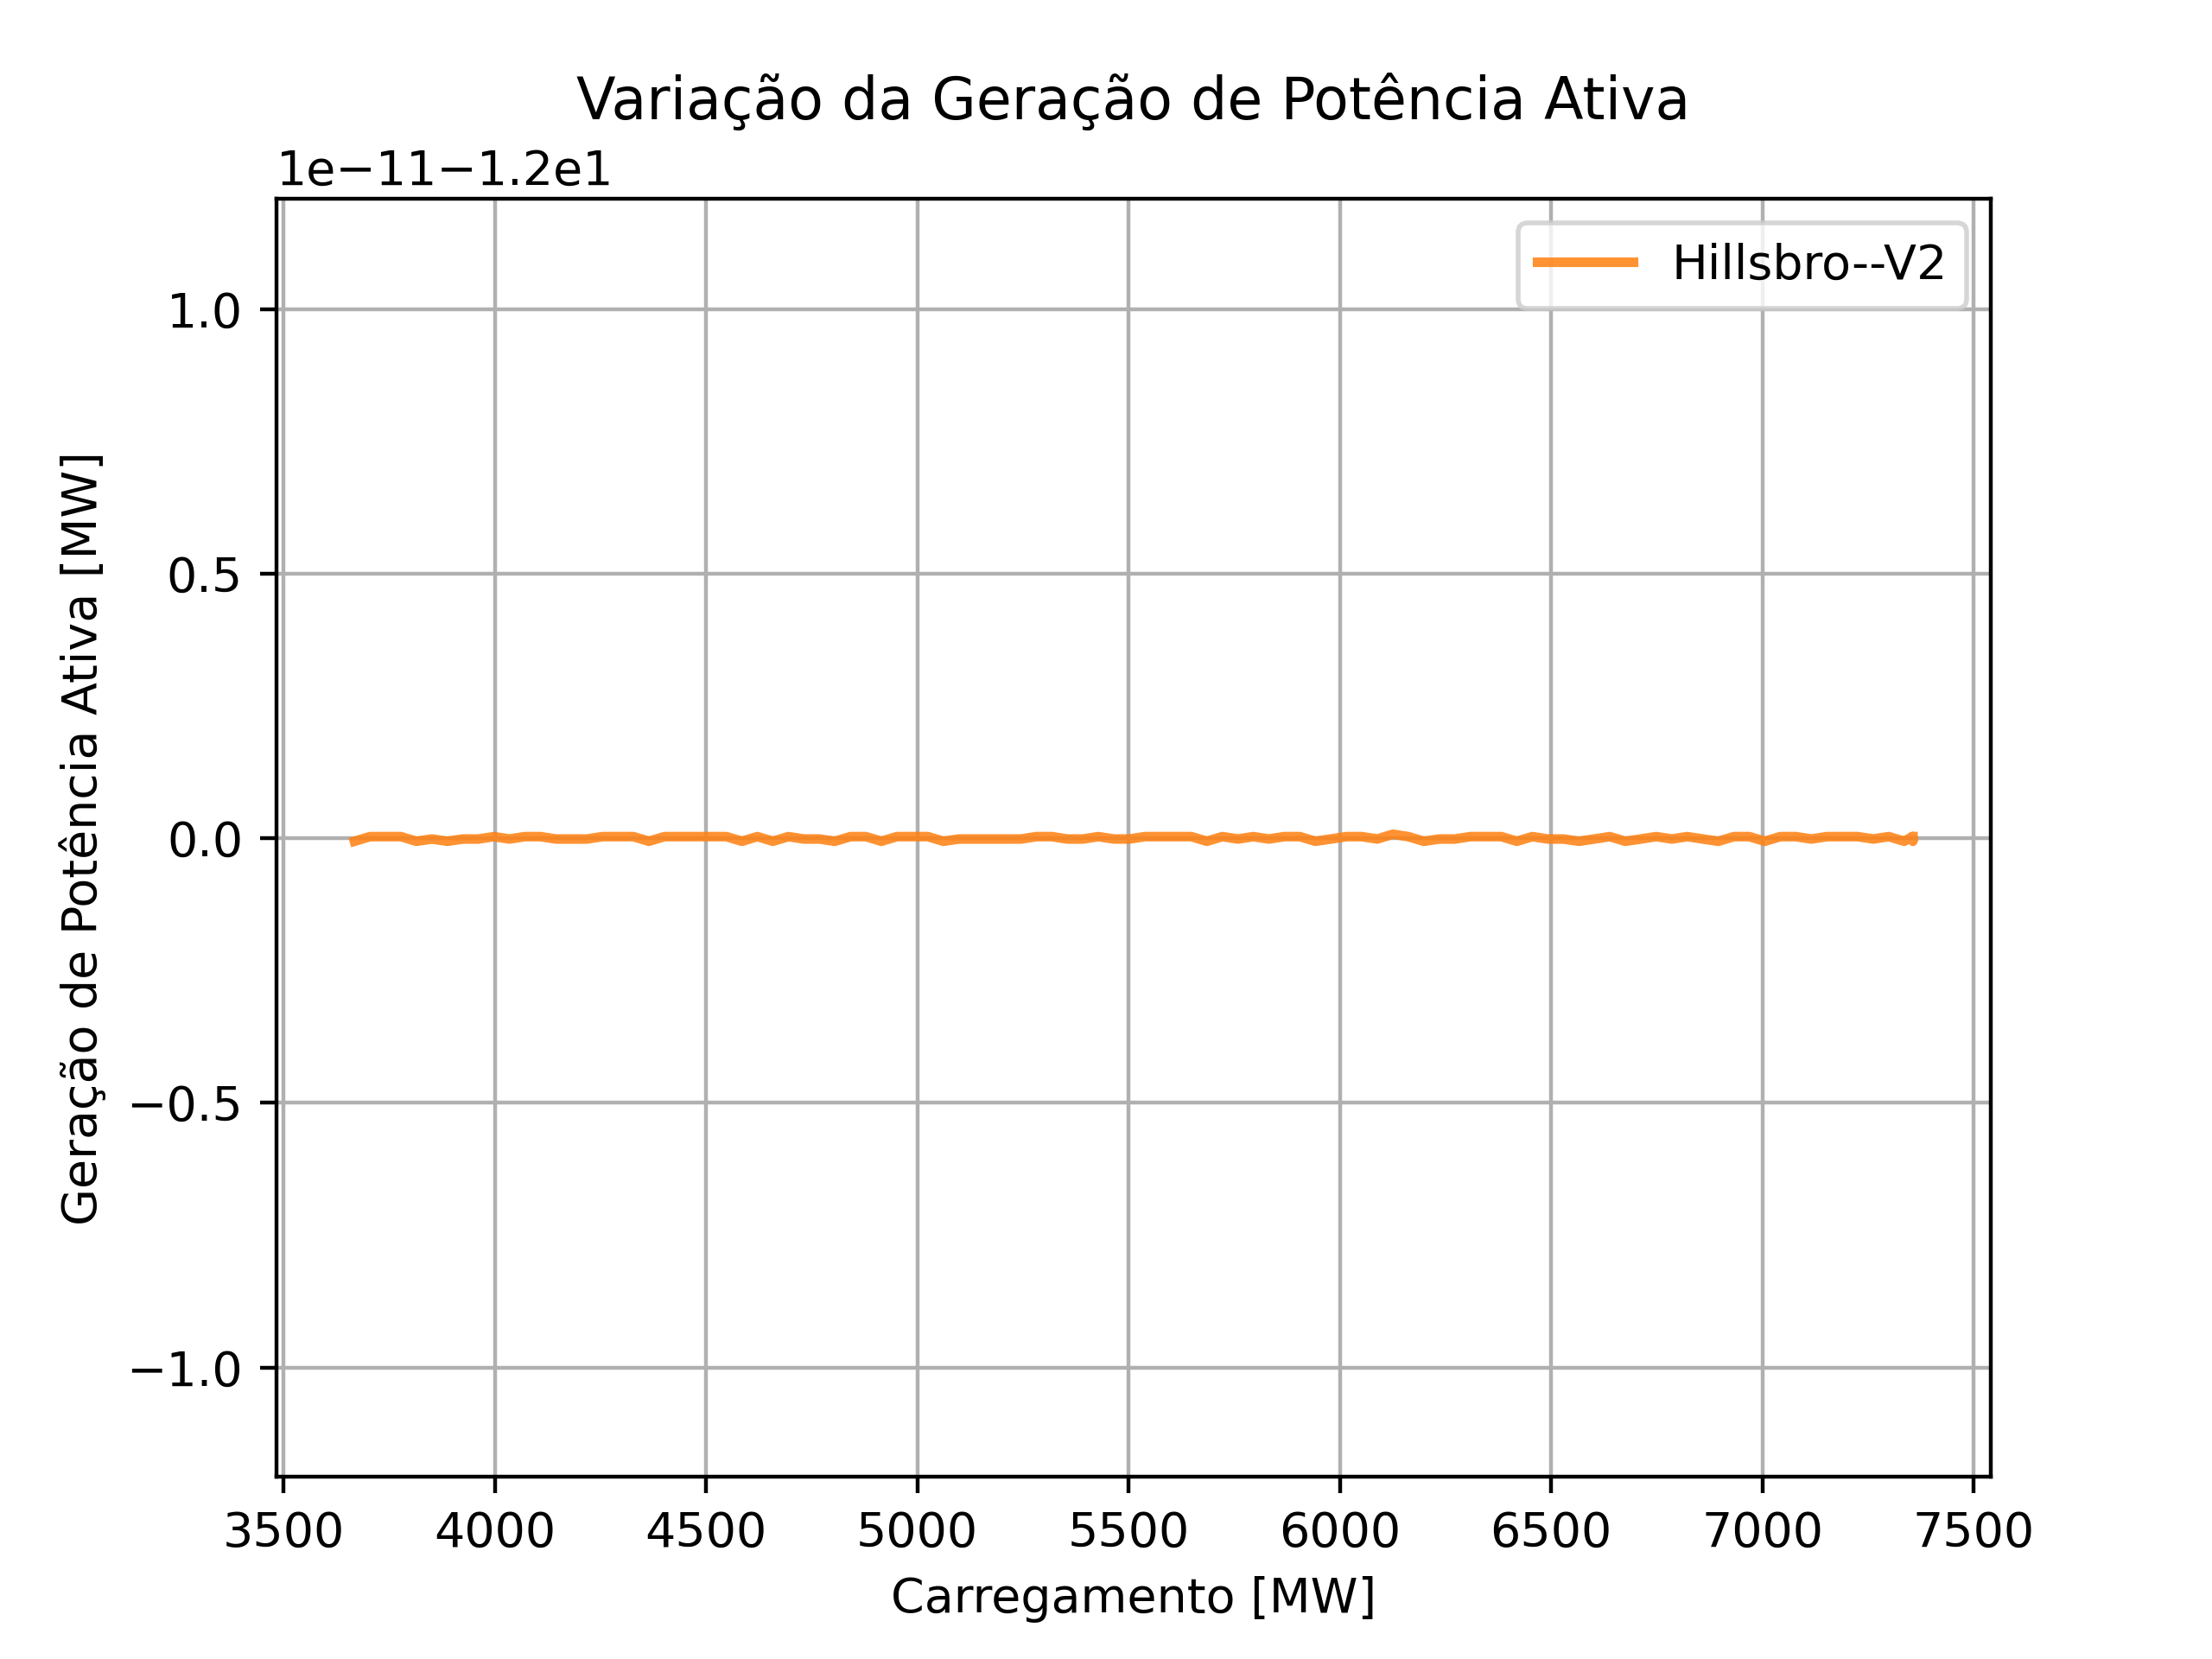 Variação da Geração de Potência Ativa
1e−11−1.2e1
Hillsbro--V2
1.0
0.5
0.0
−0.5
−1.0
Geração de Potência Ativa [MW]
3500 4000 4500 5000 5500 6000 6500 7000 7500
Carregamento [MW]